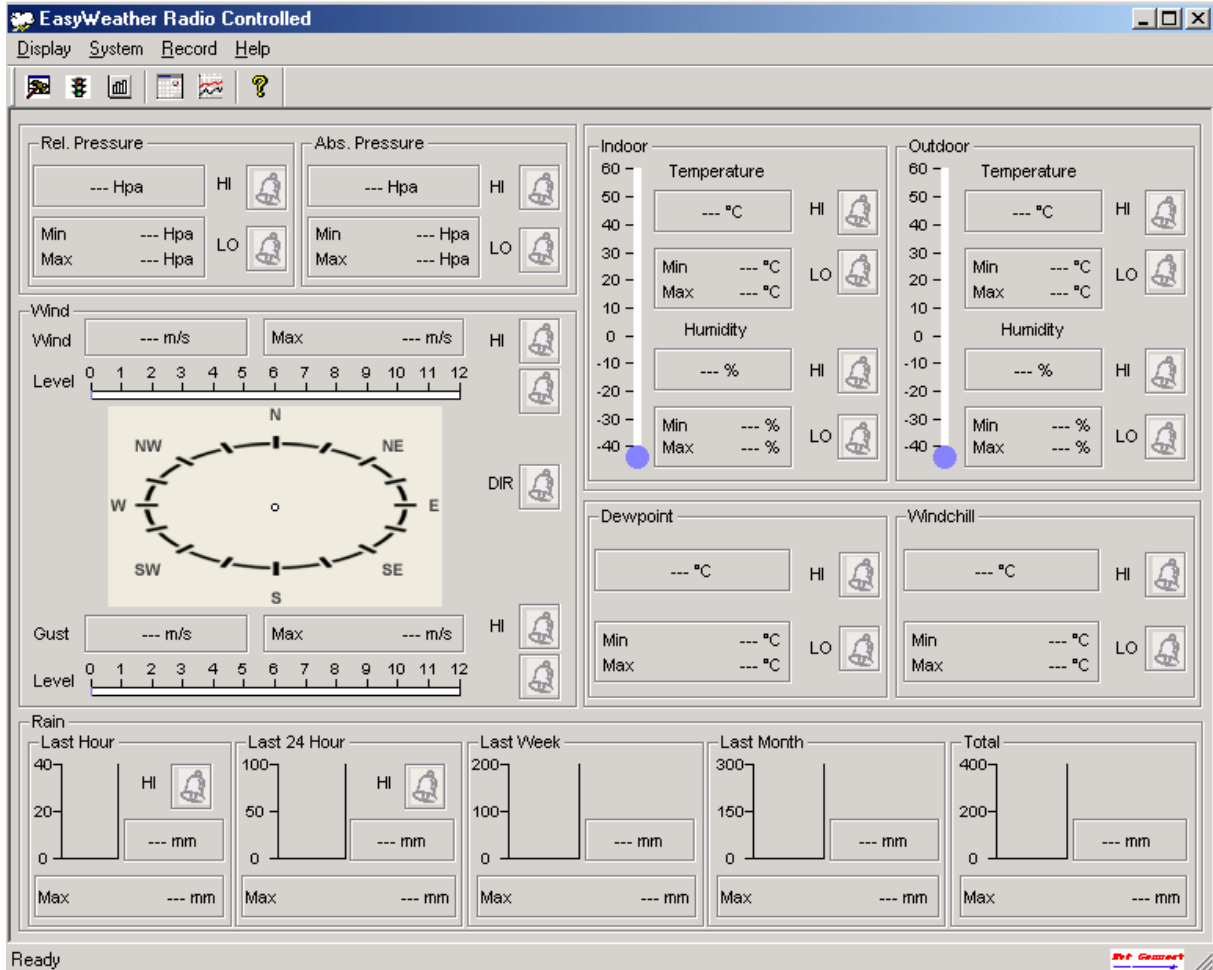 EasyWeather Radio Controlled
Display System Record Help
Rel. Pressure
--- Hpa
HI
Min --- Hpa
Max --- Hpa
LO
Abs. Pressure
--- Hpa
HI
Min --- Hpa
Max --- Hpa
LO
Wind
Wind --- m/s Max --- m/s HI
Level 0 1 2 3 4 5 6 7 8 9 10 11 12
N
NW NE
W E
SW SE
S
DIR
Gust --- m/s Max --- m/s HI
Level 0 1 2 3 4 5 6 7 8 9 10 11 12
Indoor
60
50
40
30
20
10
0
-10
-20
-30
-40
Temperature
--- °C
HI
Min --- °C
Max --- °C
LO
Humidity
--- %
HI
Min --- %
Max --- %
LO
Outdoor
60
50
40
30
20
10
0
-10
-20
-30
-40
Temperature
--- °C
HI
Min --- °C
Max --- °C
LO
Humidity
--- %
HI
Min --- %
Max --- %
LO
Dewpoint
--- °C
HI
Min --- °C
Max --- °C
LO
Windchill
--- °C
HI
Min --- °C
Max --- °C
LO
Rain
Last Hour
40
20
0
HI
--- mm
Max --- mm
Last 24 Hour
100
50
0
HI
--- mm
Max --- mm
Last Week
200
100
0
--- mm
Max --- mm
Last Month
300
150
0
--- mm
Max --- mm
Total
400
200
0
--- mm
Max --- mm
Ready
Not Connect